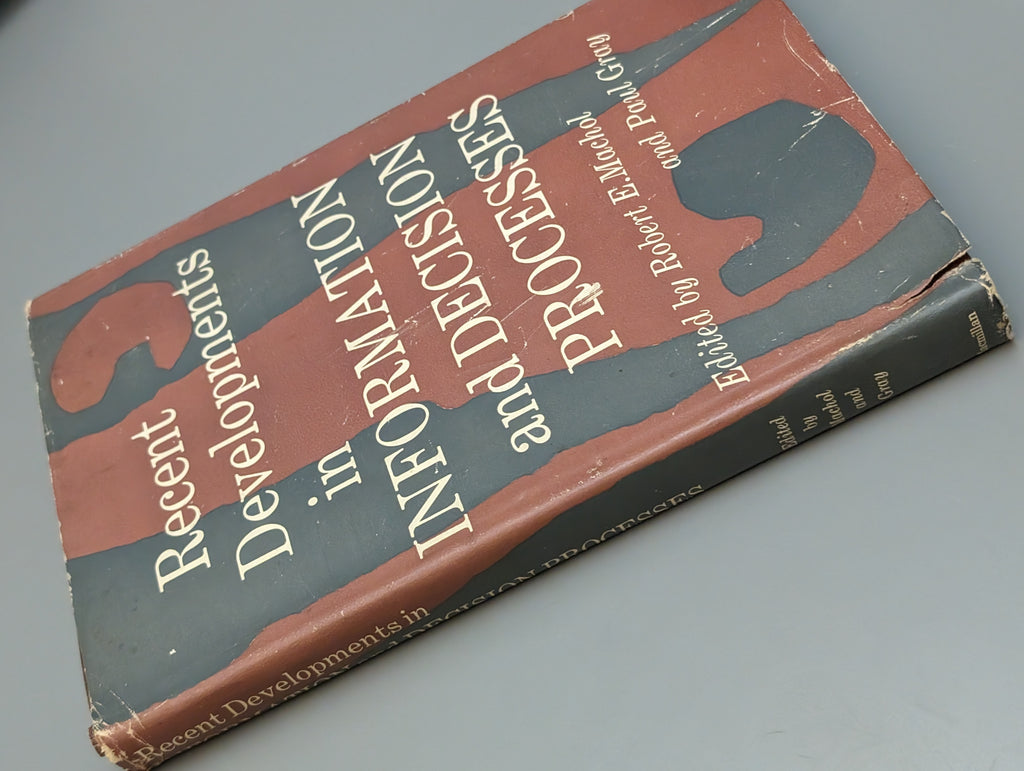 Recent
Developments
in
INFORMATION
and DECISION
PROCESSES
Edited by Robert E. Machol
and Paul Gray
Recent Developments in
DECISION PROCESSES
Edited
by
Machol
and
Gray